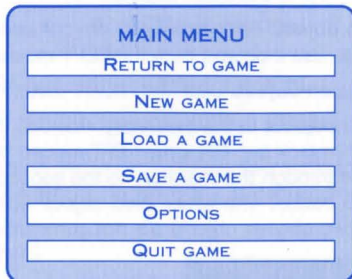 MAIN MENU
RETURN TO GAME
NEW GAME
LOAD A GAME
SAVE A GAME
OPTIONS
QUIT GAME